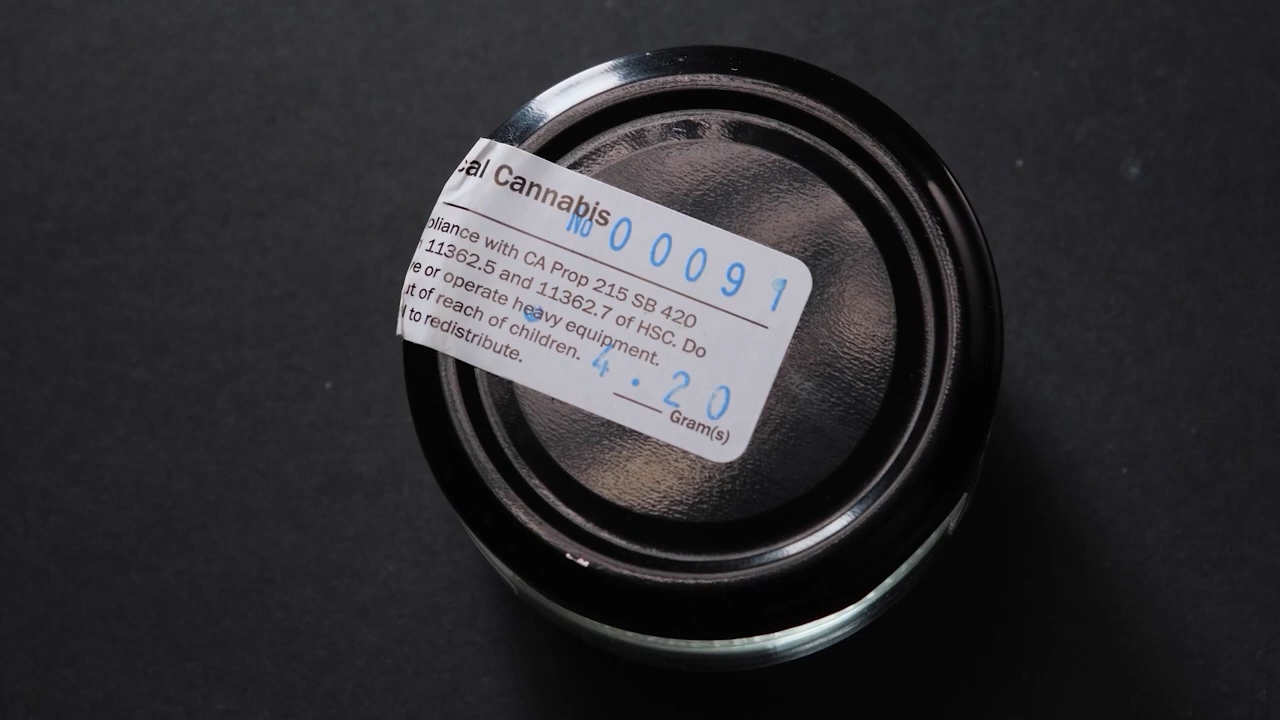 cal Cannabis
No 00091
pliance with CA Prop 215 SB 420
11362.5 and 11362.7 of HSC. Do
ve or operate heavy equipment.
ut of reach of children.
to redistribute.
4.20
Gram(s)